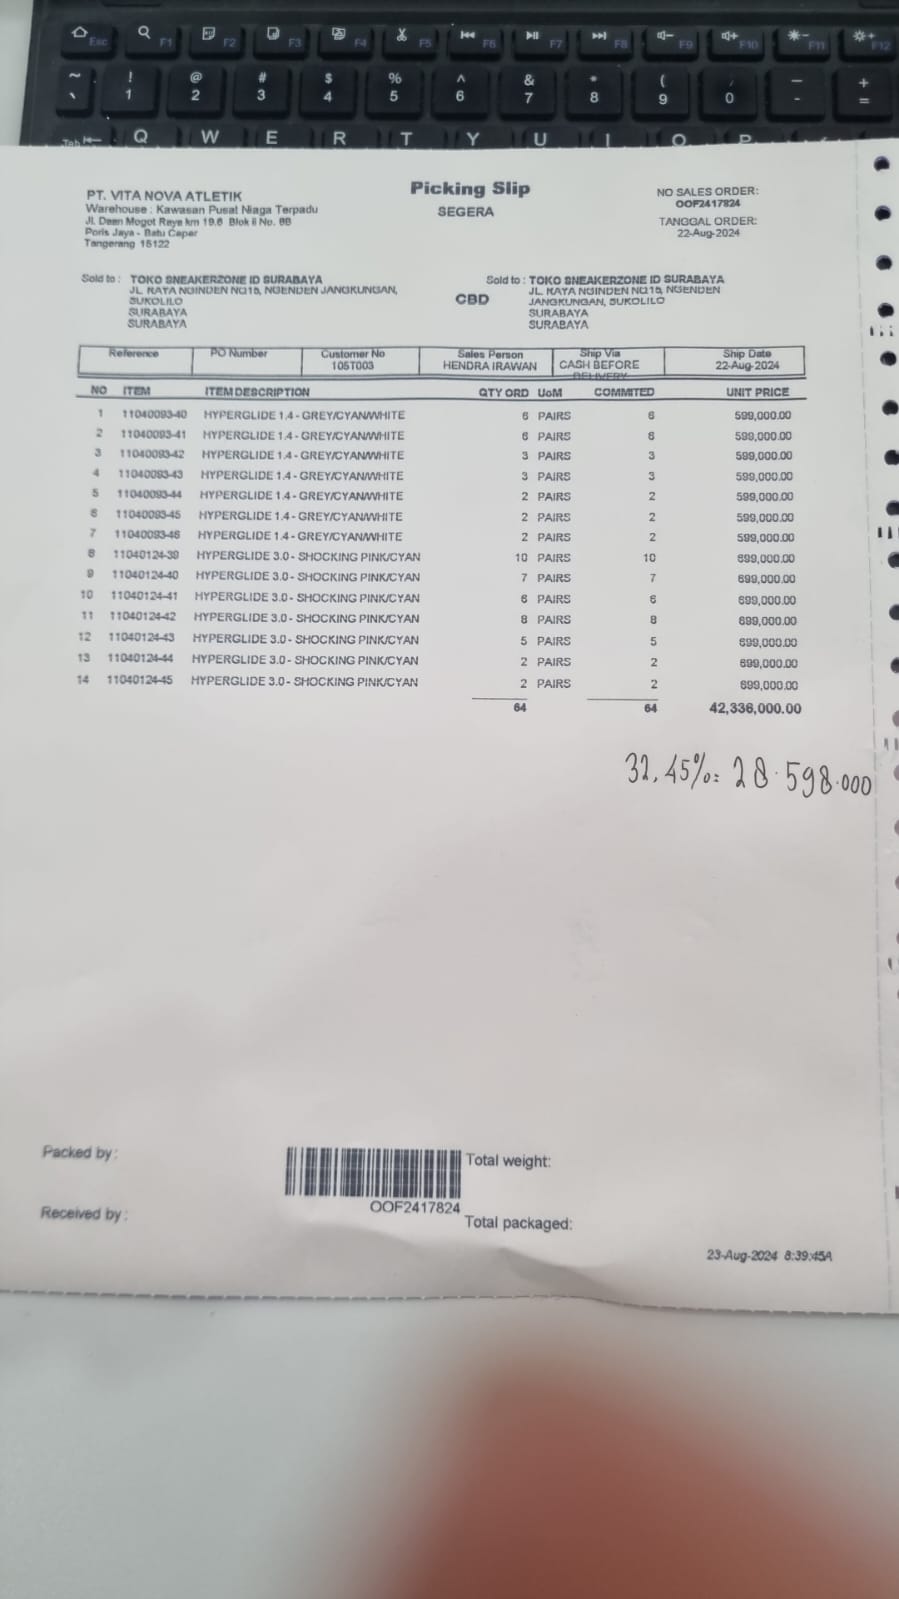 Esc F1 F2 F3 F4 F5 F6 F7 F8 F9 F10 F11 F12
~ ! @ # $ % ^ & * ( ) — +
` 1 2 3 4 5 6 7 8 9 0 - =
Tab Q W E R T Y U I O P
PT. VITA NOVA ATLETIK
Warehouse : Kawasan Pusat Niaga Terpadu
Jl. Daan Mogot Raya km 19.6 Blok II No. 8B
Poris Jaya - Batu Ceper
Tangerang 15122
Picking Slip
SEGERA
NO SALES ORDER:
OOF2417824
TANGGAL ORDER:
22-Aug-2024
Sold to : TOKO SNEAKERZONE ID SURABAYA
JL. RAYA NGINDEN NO15, NGENDEN JANGKUNGAN,
SUKOLILO
SURABAYA
SURABAYA
CBD
Sold to : TOKO SNEAKERZONE ID SURABAYA
JL. RAYA NGINDEN NO15, NGENDEN
JANGKUNGAN, SUKOLILO
SURABAYA
SURABAYA
Reference PO Number Customer No Sales Person Ship Via Ship Date
105T003 HENDRA IRAWAN CASH BEFORE 22-Aug-2024
DELIVERY
NO ITEM ITEM DESCRIPTION QTY ORD UoM COMMITED UNIT PRICE
1 11040093-40 HYPERGLIDE 1.4 - GREY/CYAN/WHITE 6 PAIRS 6 599,000.00
2 11040093-41 HYPERGLIDE 1.4 - GREY/CYAN/WHITE 6 PAIRS 6 599,000.00
3 11040093-42 HYPERGLIDE 1.4 - GREY/CYAN/WHITE 3 PAIRS 3 599,000.00
4 11040093-43 HYPERGLIDE 1.4 - GREY/CYAN/WHITE 3 PAIRS 3 599,000.00
5 11040093-44 HYPERGLIDE 1.4 - GREY/CYAN/WHITE 2 PAIRS 2 599,000.00
6 11040093-45 HYPERGLIDE 1.4 - GREY/CYAN/WHITE 2 PAIRS 2 599,000.00
7 11040093-46 HYPERGLIDE 1.4 - GREY/CYAN/WHITE 2 PAIRS 2 599,000.00
8 11040124-39 HYPERGLIDE 3.0 - SHOCKING PINK/CYAN 10 PAIRS 10 699,000.00
9 11040124-40 HYPERGLIDE 3.0 - SHOCKING PINK/CYAN 7 PAIRS 7 699,000.00
10 11040124-41 HYPERGLIDE 3.0 - SHOCKING PINK/CYAN 6 PAIRS 6 699,000.00
11 11040124-42 HYPERGLIDE 3.0 - SHOCKING PINK/CYAN 8 PAIRS 8 699,000.00
12 11040124-43 HYPERGLIDE 3.0 - SHOCKING PINK/CYAN 5 PAIRS 5 699,000.00
13 11040124-44 HYPERGLIDE 3.0 - SHOCKING PINK/CYAN 2 PAIRS 2 699,000.00
14 11040124-45 HYPERGLIDE 3.0 - SHOCKING PINK/CYAN 2 PAIRS 2 699,000.00
64 64 42,336,000.00
32,45%= 28.598.000
Packed by :
Total weight:
OOF2417824
Received by :
Total packaged:
23-Aug-2024 8:39:45A